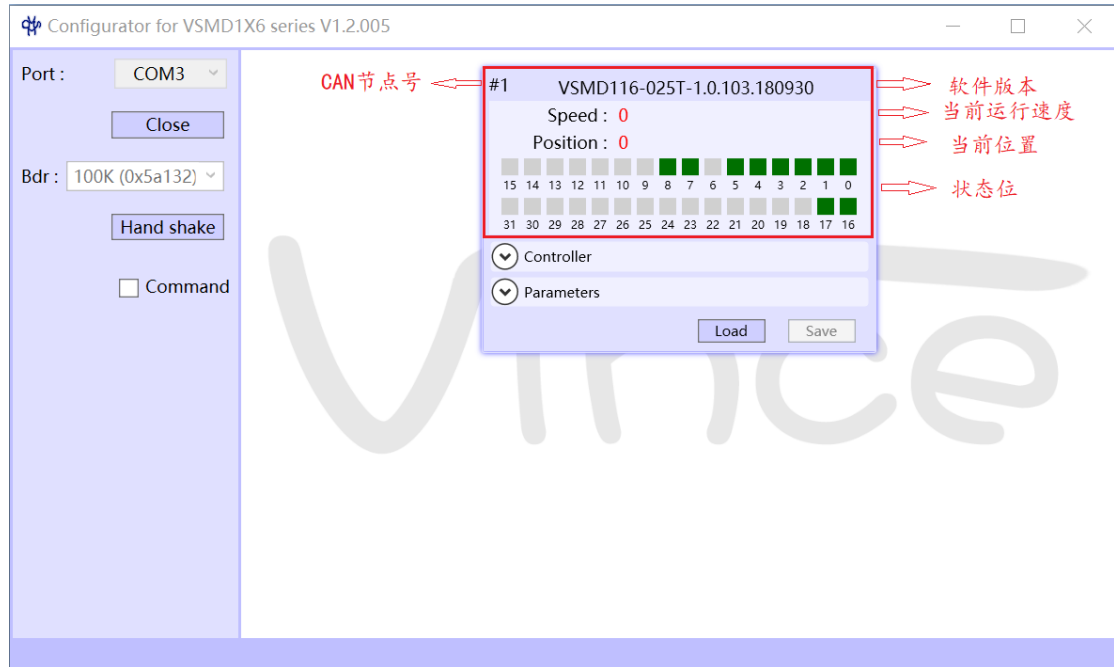 Configurator for VSMD1X6 series V1.2.005
Port : COM3
Close
Bdr : 100K (0x5a132)
Hand shake
Command
CAN节点号
#1 VSMD116-025T-1.0.103.180930
软件版本
Speed : 0
当前运行速度
Position : 0
当前位置
15 14 13 12 11 10 9 8 7 6 5 4 3 2 1 0
状态位
31 30 29 28 27 26 25 24 23 22 21 20 19 18 17 16
Controller
Parameters
Load Save
Vince